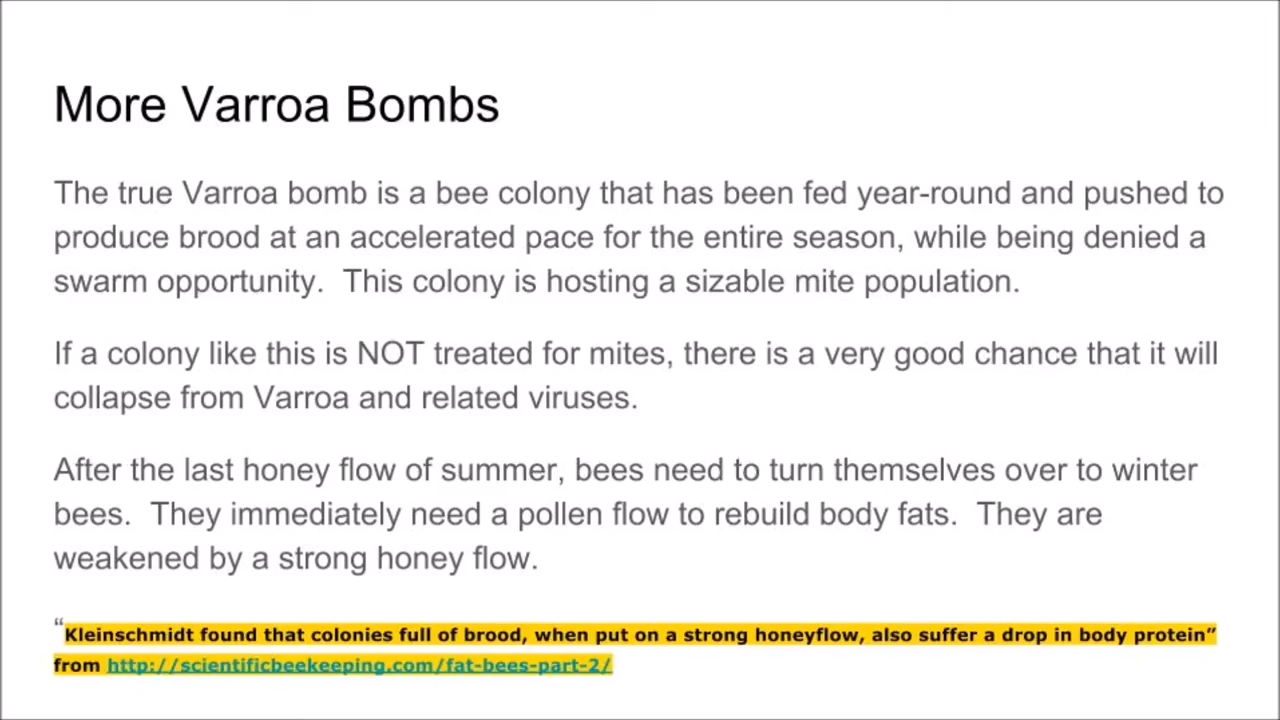 More Varroa Bombs
The true Varroa bomb is a bee colony that has been fed year-round and pushed to
produce brood at an accelerated pace for the entire season, while being denied a
swarm opportunity.  This colony is hosting a sizable mite population.
If a colony like this is NOT treated for mites, there is a very good chance that it will
collapse from Varroa and related viruses.
After the last honey flow of summer, bees need to turn themselves over to winter
bees.  They immediately need a pollen flow to rebuild body fats.  They are
weakened by a strong honey flow.
“Kleinschmidt found that colonies full of brood, when put on a strong honeyflow, also suffer a drop in body protein”
from http://scientificbeekeeping.com/fat-bees-part-2/